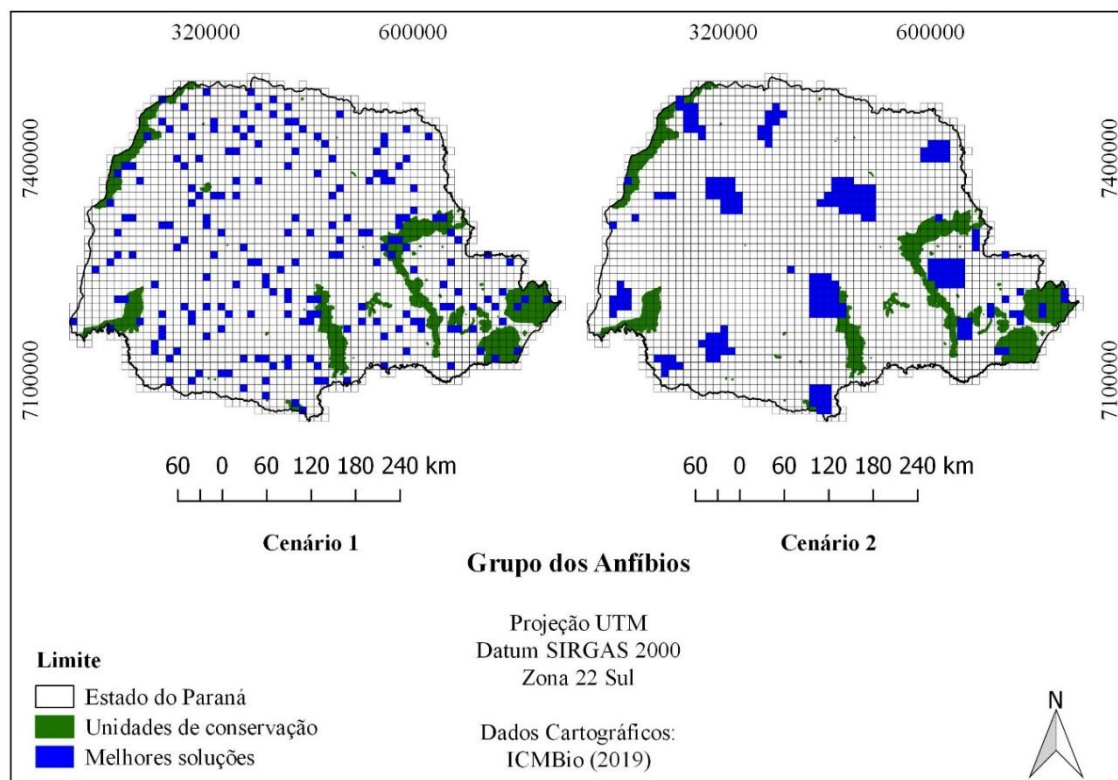 320000 600000 320000 600000
7400000 7400000
7100000 7100000
60 0 60 120 180 240 km 60 0 60 120 180 240 km
Cenário 1 Cenário 2
Grupo dos Anfíbios
Projeção UTM
Datum SIRGAS 2000
Zona 22 Sul
Limite
Estado do Paraná
Unidades de conservação
Melhores soluções
Dados Cartográficos:
ICMBio (2019)
N